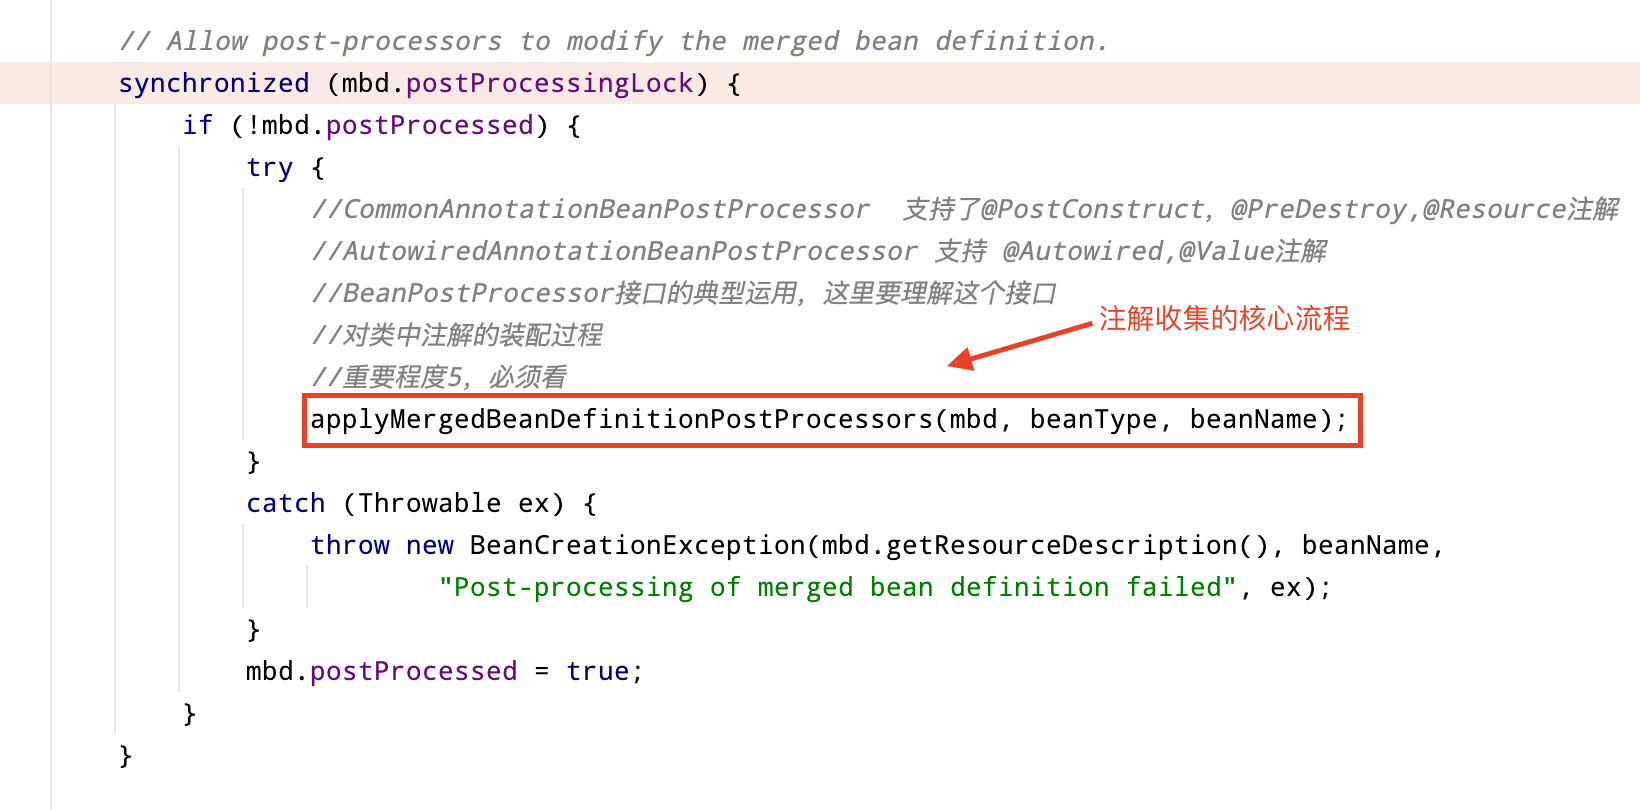 // Allow post-processors to modify the merged bean definition.
synchronized (mbd.postProcessingLock) {
if (!mbd.postProcessed) {
try {
//CommonAnnotationBeanPostProcessor  支持了@PostConstruct, @PreDestroy,@Resource注解
//AutowiredAnnotationBeanPostProcessor 支持 @Autowired,@Value注解
//BeanPostProcessor接口的典型运用，这里要理解这个接口
注解收集的核心流程
//对类中注解的装配过程
//重要程度5，必须看
applyMergedBeanDefinitionPostProcessors(mbd, beanType, beanName);
}
catch (Throwable ex) {
throw new BeanCreationException(mbd.getResourceDescription(), beanName,
"Post-processing of merged bean definition failed", ex);
}
mbd.postProcessed = true;
}
}